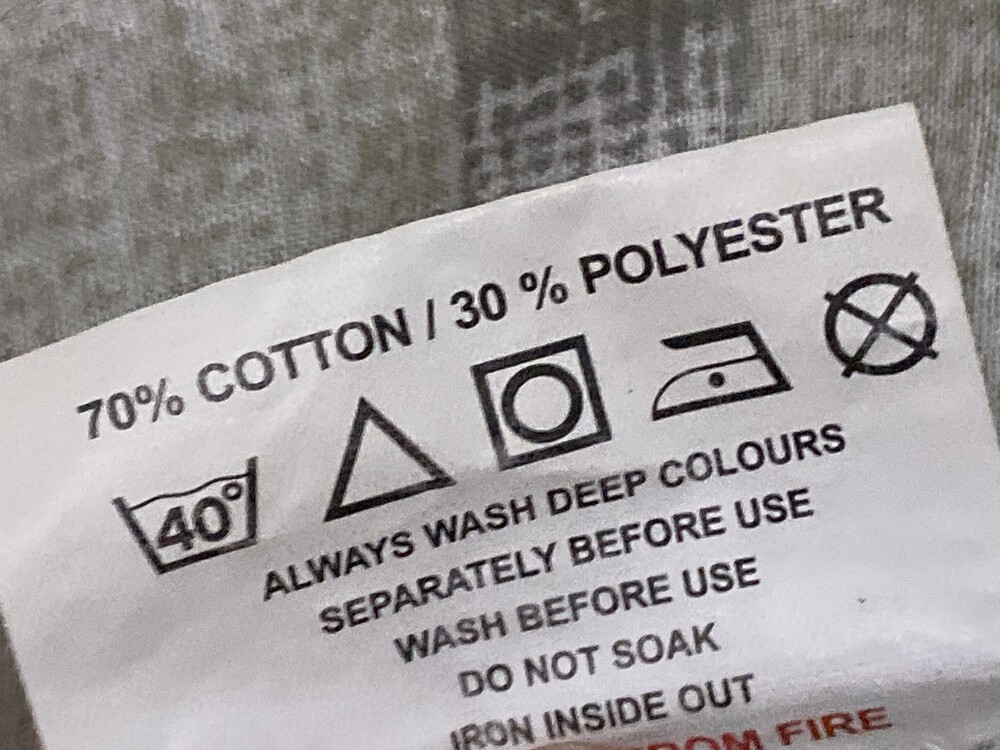 70% COTTON / 30 % POLYESTER
40°
ALWAYS WASH DEEP COLOURS
SEPARATELY BEFORE USE
WASH BEFORE USE
DO NOT SOAK
IRON INSIDE OUT
FIRE